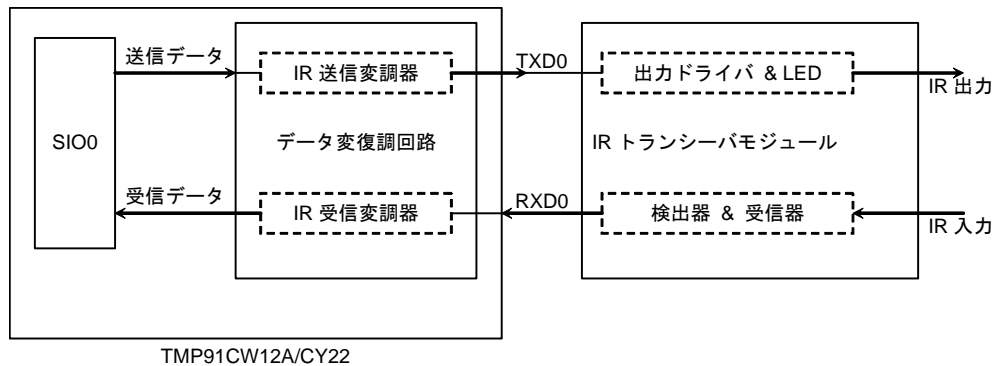 送信データ
IR 送信変調器
TXD0
出力ドライバ & LED
IR 出力
SIO0
データ変復調回路
IR トランシーバモジュール
受信データ
IR 受信変調器
RXD0
検出器 & 受信器
IR 入力
TMP91CW12A/CY22